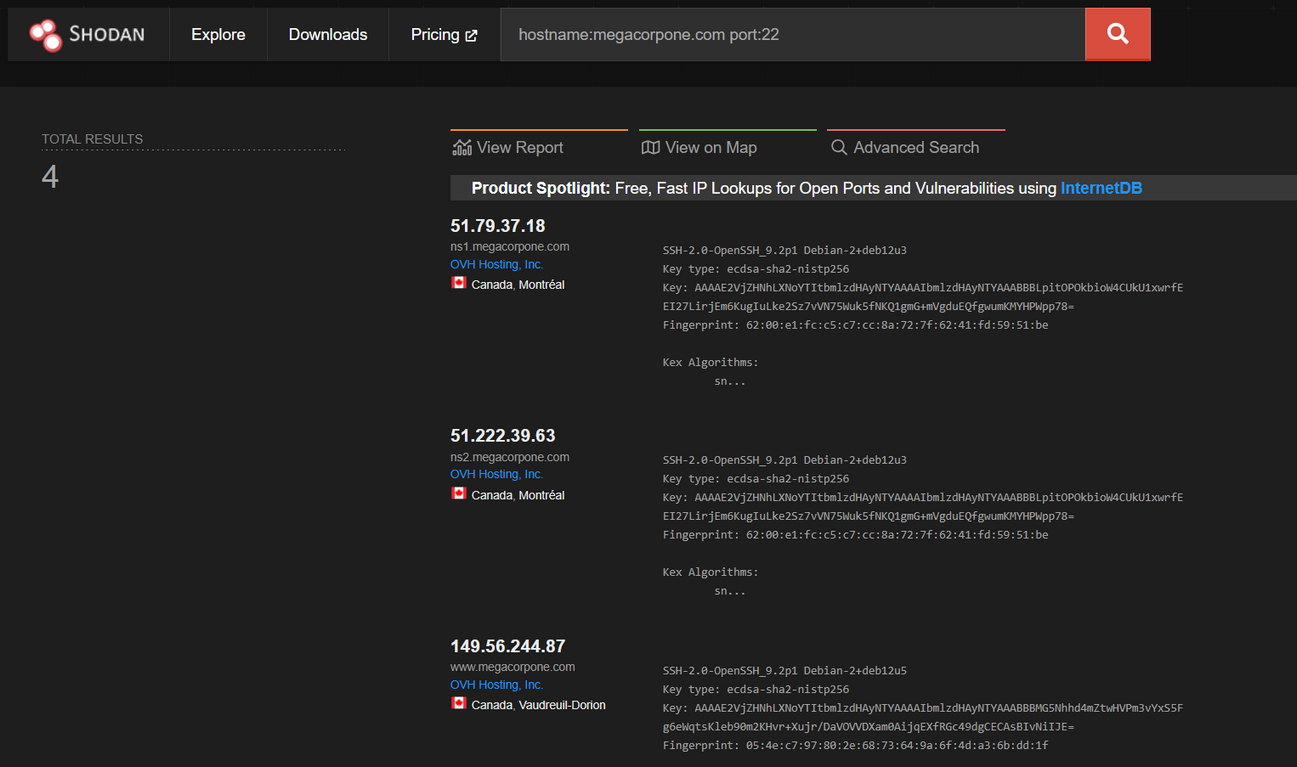 SHODAN Explore Downloads Pricing hostname:megacorpone.com port:22
TOTAL RESULTS
4
View Report View on Map Advanced Search
Product Spotlight: Free, Fast IP Lookups for Open Ports and Vulnerabilities using InternetDB
51.79.37.18
ns1.megacorpone.com
OVH Hosting, Inc.
Canada, Montréal
SSH-2.0-OpenSSH_9.2p1 Debian-2+deb12u3
Key type: ecdsa-sha2-nistp256
Key: AAAAE2VjZHNhLXNoYTItbmlzdHAyNTYAAAAIbmlzdHAyNTYAAABBBLpitOPOkbioW4CUkU1xwrfE
EI27LirjEm6KugIuLke2Sz7vVN75Wuk5fNKQ1gmG+mVgduEQfgwumKMYHPWpp78=
Fingerprint: 62:00:e1:fc:c5:c7:cc:8a:72:7f:62:41:fd:59:51:be
Kex Algorithms:
sn...
51.222.39.63
ns2.megacorpone.com
OVH Hosting, Inc.
Canada, Montréal
SSH-2.0-OpenSSH_9.2p1 Debian-2+deb12u3
Key type: ecdsa-sha2-nistp256
Key: AAAAE2VjZHNhLXNoYTItbmlzdHAyNTYAAAAIbmlzdHAyNTYAAABBBLpitOPOkbioW4CUkU1xwrfE
EI27LirjEm6KugIuLke2Sz7vVN75Wuk5fNKQ1gmG+mVgduEQfgwumKMYHPWpp78=
Fingerprint: 62:00:e1:fc:c5:c7:cc:8a:72:7f:62:41:fd:59:51:be
Kex Algorithms:
sn...
149.56.244.87
www.megacorpone.com
OVH Hosting, Inc.
Canada, Vaudreuil-Dorion
SSH-2.0-OpenSSH_9.2p1 Debian-2+deb12u5
Key type: ecdsa-sha2-nistp256
Key: AAAAE2VjZHNhLXNoYTItbmlzdHAyNTYAAAAIbmlzdHAyNTYAAABBBMG5Nhhd4mZtwHVPm3vYxS5F
g6eWqtsKleb90m2KHvr+Xujr/DaVOVVDXam0AijqEXfRGc49dgCECAsBIvNiIJE=
Fingerprint: 05:4e:c7:97:80:2e:68:73:64:9a:6f:4d:a3:6b:dd:1f